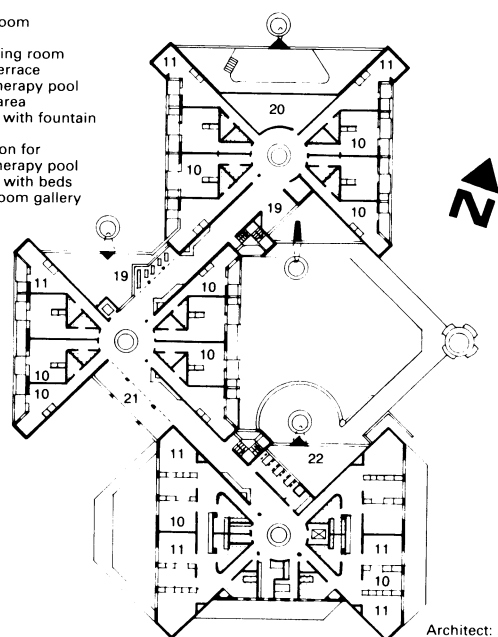 oom
ing room
errace
herapy pool
area
with fountain
on for
herapy pool
with beds
oom gallery
11
11
20
10
10
10
10
19
N
19
11
10
10
10
10
21
22
11
11
10
11
11
10
11
Architect: